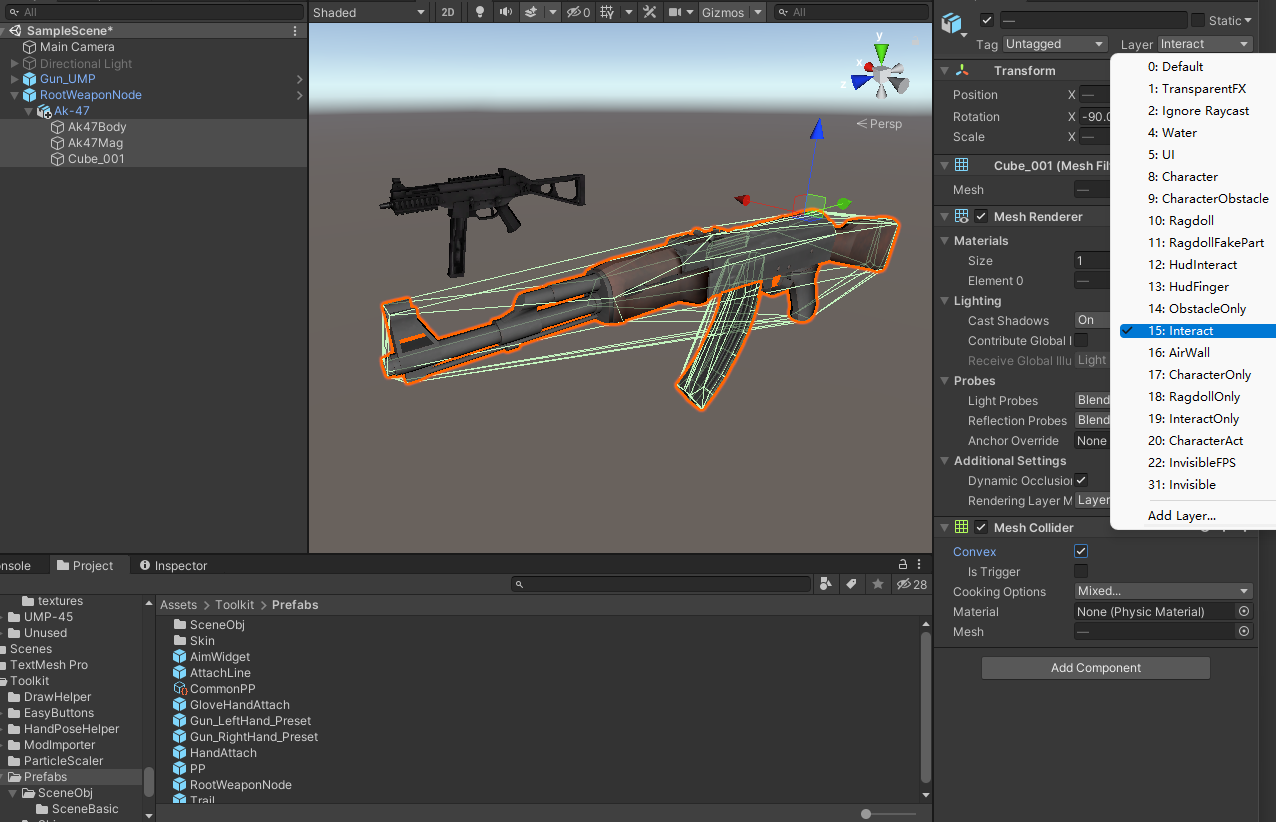 All
SampleScene*
Main Camera
Directional Light
Gun_UMP
RootWeaponNode
Ak-47
Ak47Body
Ak47Mag
Cube_001
Shaded
2D
0
Gizmos
All
y
x
z
Persp
—
Static
Tag Untagged
Layer Interact
Transform
Position X —
Rotation X -90.0
Scale X —
Cube_001 (Mesh Fil
Mesh —
Mesh Renderer
Materials
Size 1
Element 0 —
Lighting
Cast Shadows On
Contribute Global I
Receive Global Illu Light
Probes
Light Probes Blend
Reflection Probes Blend
Anchor Override None
Additional Settings
Dynamic Occlusion
Rendering Layer M Layer
Mesh Collider
Convex
Is Trigger
Cooking Options Mixed...
Material None (Physic Material)
Mesh —
Add Component
0: Default
1: TransparentFX
2: Ignore Raycast
4: Water
5: UI
8: Character
9: CharacterObstacle
10: Ragdoll
11: RagdollFakePart
12: HudInteract
13: HudFinger
14: ObstacleOnly
15: Interact
16: AirWall
17: CharacterOnly
18: RagdollOnly
19: InteractOnly
20: CharacterAct
22: InvisibleFPS
31: Invisible
Add Layer...
onsole
Project
Inspector
28
textures
UMP-45
Unused
Scenes
TextMesh Pro
Toolkit
DrawHelper
EasyButtons
HandPoseHelper
ModImporter
ParticleScaler
Prefabs
SceneObj
SceneBasic
Assets > Toolkit > Prefabs
SceneObj
Skin
AimWidget
AttachLine
CommonPP
GloveHandAttach
Gun_LeftHand_Preset
Gun_RightHand_Preset
HandAttach
PP
RootWeaponNode
Trail